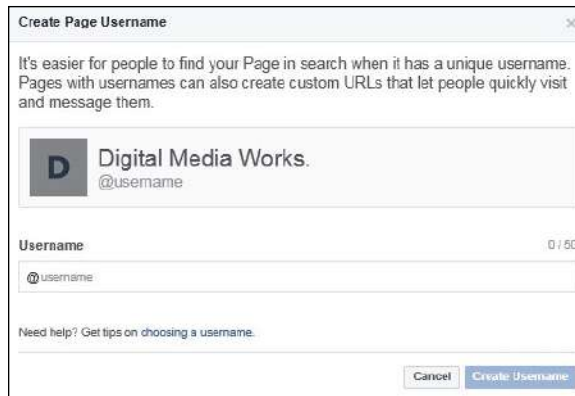 Create Page Username ×
It's easier for people to find your Page in search when it has a unique username.
Pages with usernames can also create custom URLs that let people quickly visit
and message them.
D
Digital Media Works.
@username
Username 0 / 50
@ username
Need help? Get tips on choosing a username.
Cancel Create Username